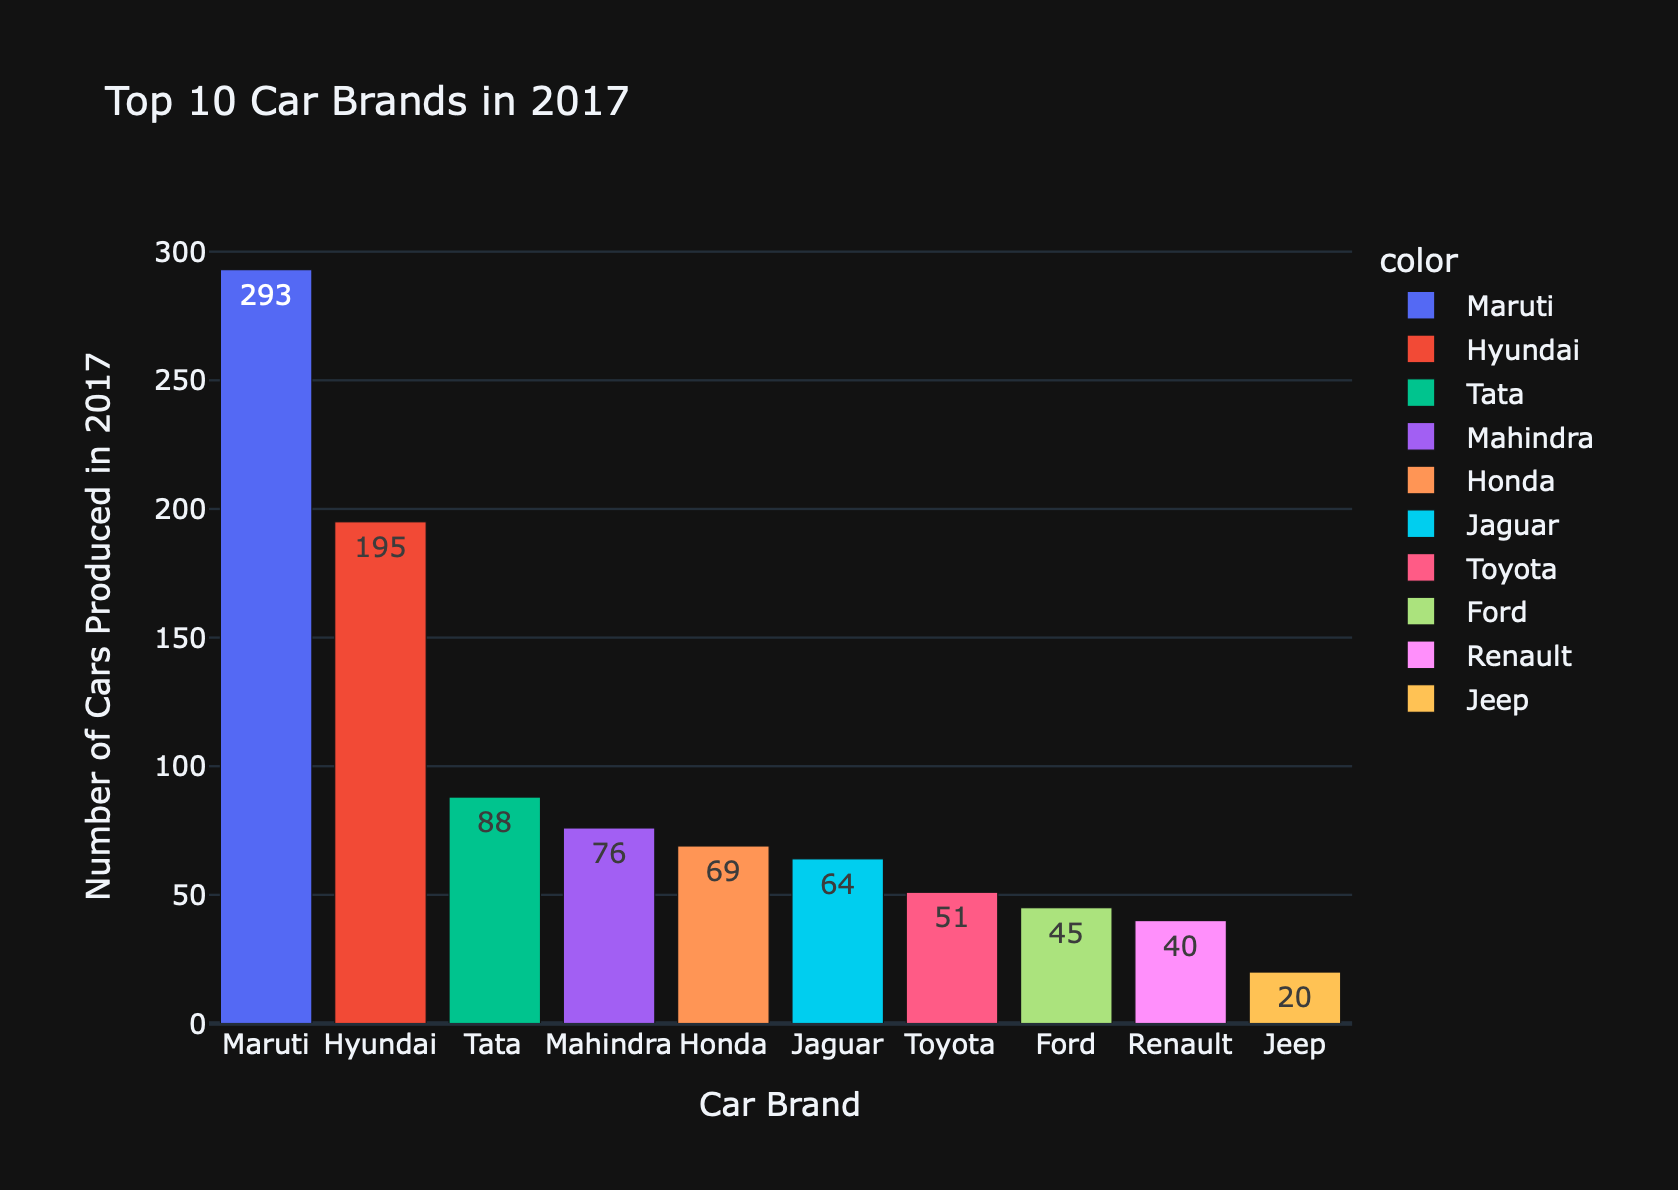 Top 10 Car Brands in 2017
Number of Cars Produced in 2017
300
250
200
150
100
50
0
293
195
88
76
69
64
51
45
40
20
Maruti Hyundai Tata Mahindra Honda Jaguar Toyota Ford Renault Jeep
Car Brand
color
Maruti
Hyundai
Tata
Mahindra
Honda
Jaguar
Toyota
Ford
Renault
Jeep